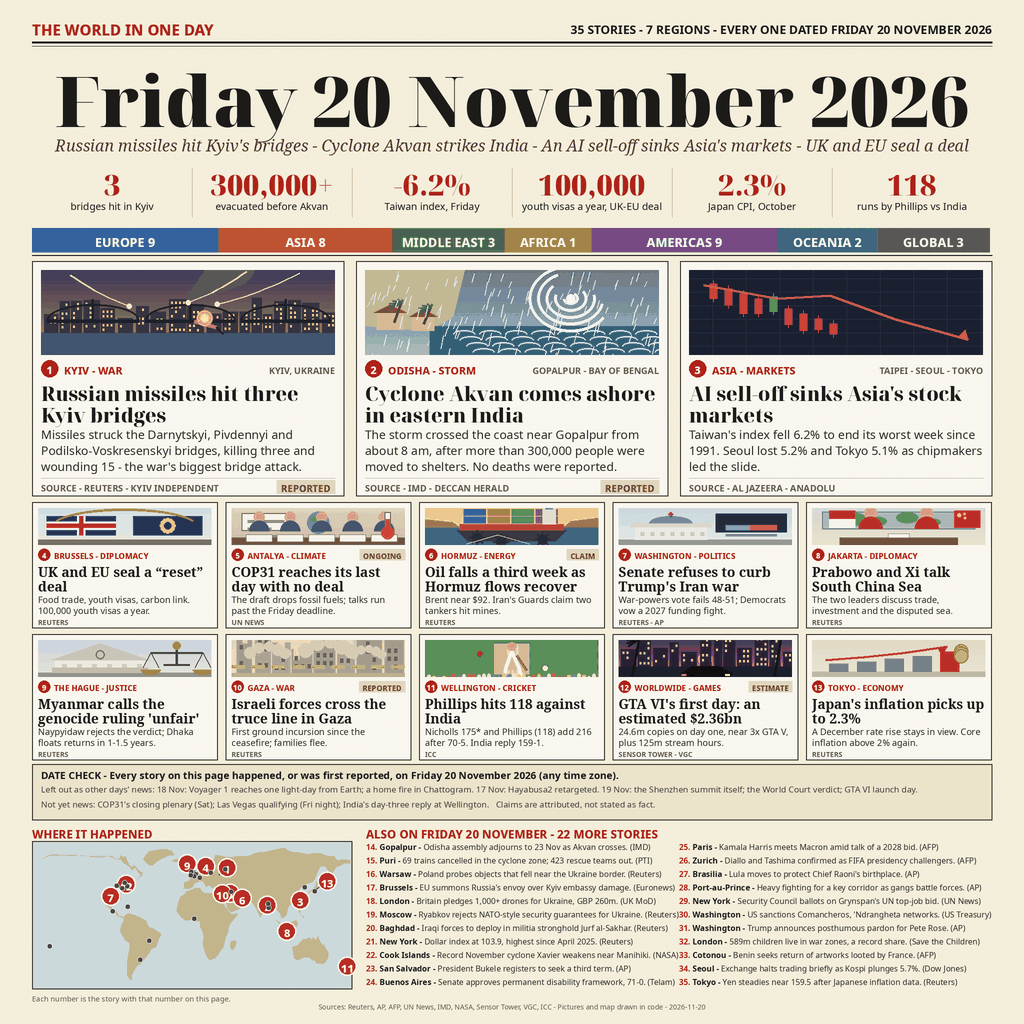 THE WORLD IN ONE DAY
35 STORIES - 7 REGIONS - EVERY ONE DATED FRIDAY 20 NOVEMBER 2026
Friday 20 November 2026
Russian missiles hit Kyiv's bridges - Cyclone Akvan strikes India - An AI sell-off sinks Asia's markets - UK and EU seal a deal
3
bridges hit in Kyiv
300,000+
evacuated before Akvan
-6.2%
Taiwan index, Friday
100,000
youth visas a year, UK-EU deal
2.3%
Japan CPI, October
118
runs by Phillips vs India
EUROPE 9
ASIA 8
MIDDLE EAST 3
AFRICA 1
AMERICAS 9
OCEANIA 2
GLOBAL 3
1 KYIV - WAR
KYIV, UKRAINE
Russian missiles hit three
Kyiv bridges
Missiles struck the Darnytskyi, Pivdennyi and
Podilsko-Voskresenskyi bridges, killing three and
wounding 15 - the war's biggest bridge attack.
SOURCE - REUTERS - KYIV INDEPENDENT
REPORTED
2 ODISHA - STORM
GOPALPUR - BAY OF BENGAL
Cyclone Akvan comes ashore
in eastern India
The storm crossed the coast near Gopalpur from
about 8 am, after more than 300,000 people were
moved to shelters. No deaths were reported.
SOURCE - IMD - DECCAN HERALD
REPORTED
3 ASIA - MARKETS
TAIPEI - SEOUL - TOKYO
AI sell-off sinks Asia's stock
markets
Taiwan's index fell 6.2% to end its worst week since
1991. Seoul lost 5.2% and Tokyo 5.1% as chipmakers
led the slide.
SOURCE - AL JAZEERA - ANADOLU
4 BRUSSELS - DIPLOMACY
UK and EU seal a “reset”
deal
Food trade, youth visas, carbon link.
100,000 youth visas a year.
REUTERS
5 ANTALYA - CLIMATE
ONGOING
COP31 reaches its last
day with no deal
The draft drops fossil fuels; talks run
past the Friday deadline.
UN NEWS
6 HORMUZ - ENERGY
CLAIM
Oil falls a third week as
Hormuz flows recover
Brent near $92. Iran's Guards claim two
tankers hit mines.
REUTERS
7 WASHINGTON - POLITICS
Senate refuses to curb
Trump's Iran war
War-powers vote fails 48-51; Democrats
vow a 2027 funding fight.
REUTERS - AP
8 JAKARTA - DIPLOMACY
Prabowo and Xi talk
South China Sea
The two leaders discuss trade,
investment and the disputed sea.
REUTERS
9 THE HAGUE - JUSTICE
Myanmar calls the
genocide ruling 'unfair'
Naypyidaw rejects the verdict; Dhaka
floats returns in 1-1.5 years.
REUTERS
10 GAZA - WAR
REPORTED
Israeli forces cross the
truce line in Gaza
First ground incursion since the
ceasefire; families flee.
REUTERS
11 WELLINGTON - CRICKET
Phillips hits 118 against
India
Nicholls 175* and Phillips (118) add 216
after 70-5. India reply 159-1.
ICC
12 WORLDWIDE - GAMES
ESTIMATE
GTA VI's first day: an
estimated $2.36bn
24.6m copies on day one, near 3x GTA V,
plus 125m stream hours.
SENSOR TOWER - VGC
13 TOKYO - ECONOMY
Japan's inflation picks up
to 2.3%
A December rate rise stays in view. Core
inflation above 2% again.
REUTERS
DATE CHECK - Every story on this page happened, or was first reported, on Friday 20 November 2026 (any time zone).
Left out as other days' news: 18 Nov: Voyager 1 reaches one light-day from Earth; a home fire in Chattogram. 17 Nov: Hayabusa2 retargeted. 19 Nov: the Shenzhen summit itself; the World Court verdict; GTA VI launch day.
Not yet news: COP31's closing plenary (Sat); Las Vegas qualifying (Fri night); India's day-three reply at Wellington. Claims are attributed, not stated as fact.
WHERE IT HAPPENED
9
4
1
7
10
6
3
13
8
11
Each number is the story with that number on this page.
ALSO ON FRIDAY 20 NOVEMBER - 22 MORE STORIES
14. Gopalpur - Odisha assembly adjourns to 23 Nov as Akvan crosses. (IMD)
15. Puri - 69 trains cancelled in the cyclone zone; 423 rescue teams out. (PTI)
16. Warsaw - Poland probes objects that fell near the Ukraine border. (Reuters)
17. Brussels - EU summons Russia's envoy over Kyiv embassy damage. (Euronews)
18. London - Britain pledges 1,000+ drones for Ukraine, GBP 260m. (UK MoD)
19. Moscow - Ryabkov rejects NATO-style security guarantees for Ukraine. (Reuters)
20. Baghdad - Iraqi forces to deploy in militia stronghold Jurf al-Sakhar. (Reuters)
21. New York - Dollar index at 103.9, highest since April 2025. (Reuters)
22. Cook Islands - Record November cyclone Xavier weakens near Manihiki. (NASA)
23. San Salvador - President Bukele registers to seek a third term. (AP)
24. Buenos Aires - Senate approves permanent disability framework, 71-0. (Telam)
25. Paris - Kamala Harris meets Macron amid talk of a 2028 bid. (AFP)
26. Zurich - Diallo and Tashima confirmed as FIFA presidency challengers. (AFP)
27. Brasilia - Lula moves to protect Chief Raoni's birthplace. (AP)
28. Port-au-Prince - Heavy fighting for a key corridor as gangs battle forces. (AP)
29. New York - Security Council ballots on Grynspan's UN top-job bid. (UN News)
30. Washington - US sanctions Comancheros, 'Ndrangheta networks. (US Treasury)
31. Washington - Trump announces posthumous pardon for Pete Rose. (AP)
32. London - 589m children live in war zones, a record share. (Save the Children)
33. Cotonou - Benin seeks return of artworks looted by France. (AFP)
34. Seoul - Exchange halts trading briefly as Kospi plunges 5.7%. (Dow Jones)
35. Tokyo - Yen steadies near 159.5 after Japanese inflation data. (Reuters)
Sources: Reuters, AP, AFP, UN News, IMD, NASA, Sensor Tower, VGC, ICC - Pictures and map drawn in code - 2026-11-20